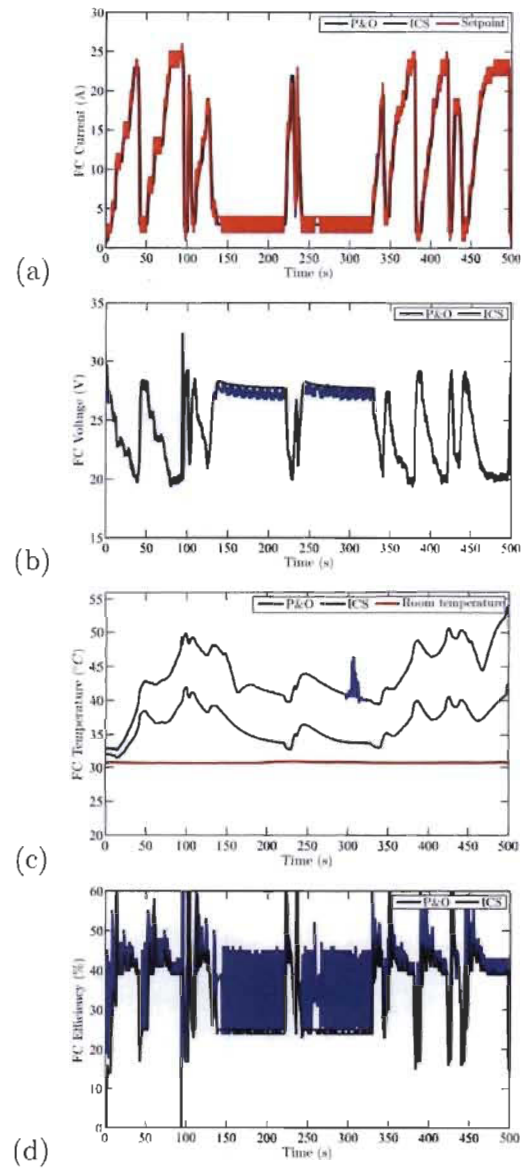 P&O ICS Setpoint
30
25
20
15
10
5
0
FC Current (A)
0 50 100 150 200 250 300 350 400 450 500
Time (s)
(a)
P&O ICS
35
30
25
20
15
FC Voltage (V)
0 50 100 150 200 250 300 350 400 450 500
Time (s)
(b)
P&O ICS Room temperature
55
50
45
40
35
30
25
20
FC Temperature (°C)
0 50 100 150 200 250 300 350 400 450 500
Time (s)
(c)
P&O ICS
60
50
40
30
20
10
0
FC Efficiency (%)
0 50 100 150 200 250 300 350 400 450 500
Time (s)
(d)